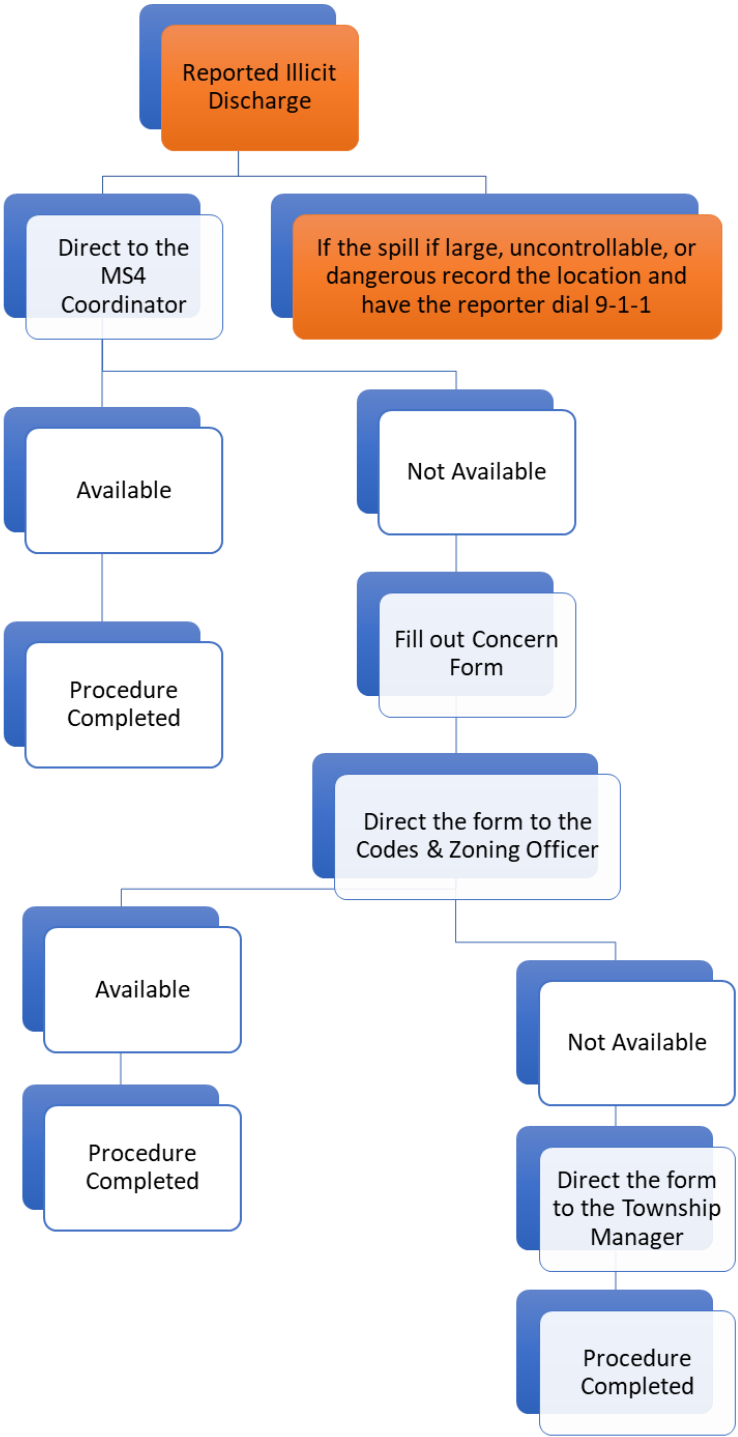 Reported Illicit
Discharge
Direct to the
MS4
Coordinator
If the spill if large, uncontrollable, or
dangerous record the location and
have the reporter dial 9-1-1
Available
Not Available
Procedure
Completed
Fill out Concern
Form
Direct the form to the
Codes & Zoning Officer
Available
Not Available
Procedure
Completed
Direct the form
to the Township
Manager
Procedure
Completed